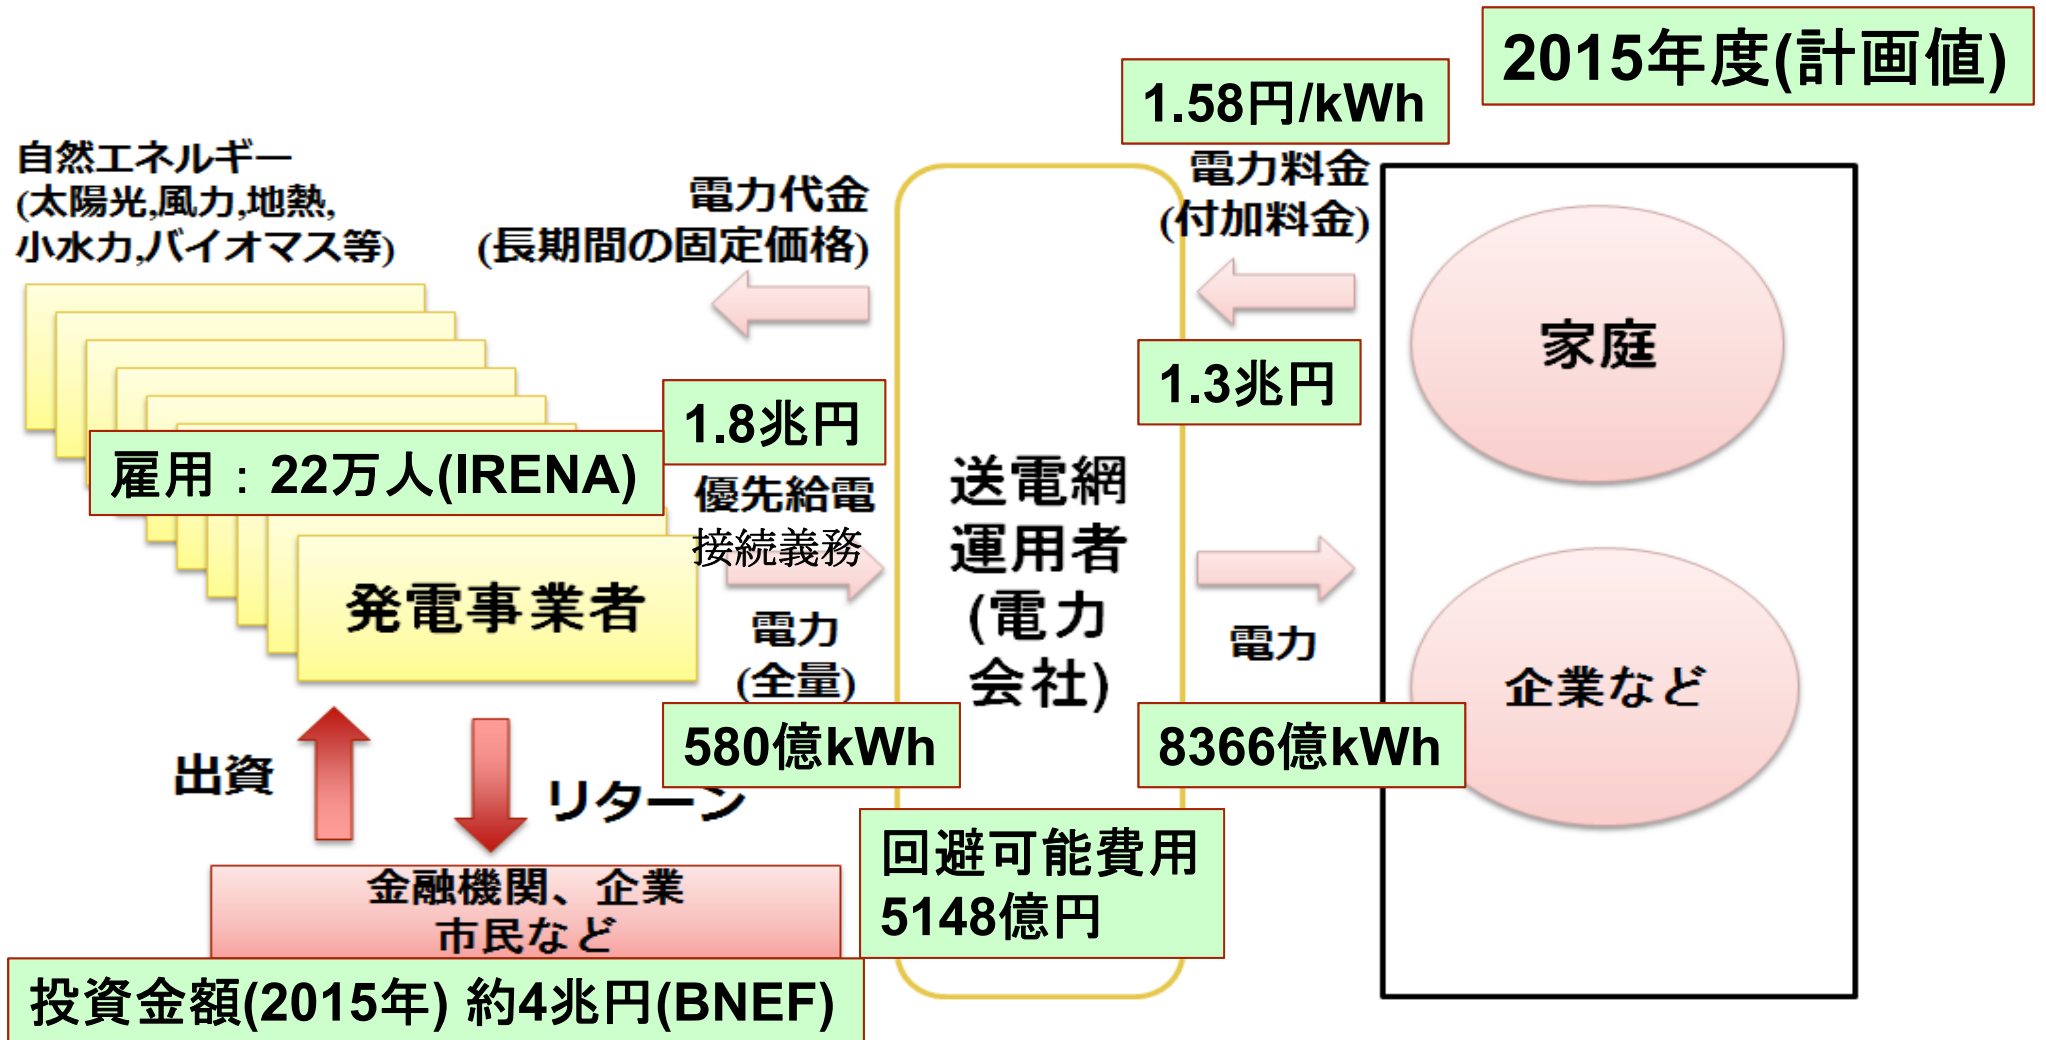 2015年度(計画値)
1.58円/kWh
自然エネルギー
(太陽光,風力,地熱,
小水力,バイオマス等)
電力代金
(長期間の固定価格)
電力料金
(付加料金)
家庭
1.3兆円
1.8兆円
雇用：22万人(IRENA)
優先給電
接続義務
送電網
運用者
(電力
会社)
発電事業者
電力
(全量)
電力
企業など
580億kWh
8366億kWh
出資
リターン
回避可能費用
5148億円
金融機関、企業
市民など
投資金額(2015年) 約4兆円(BNEF)